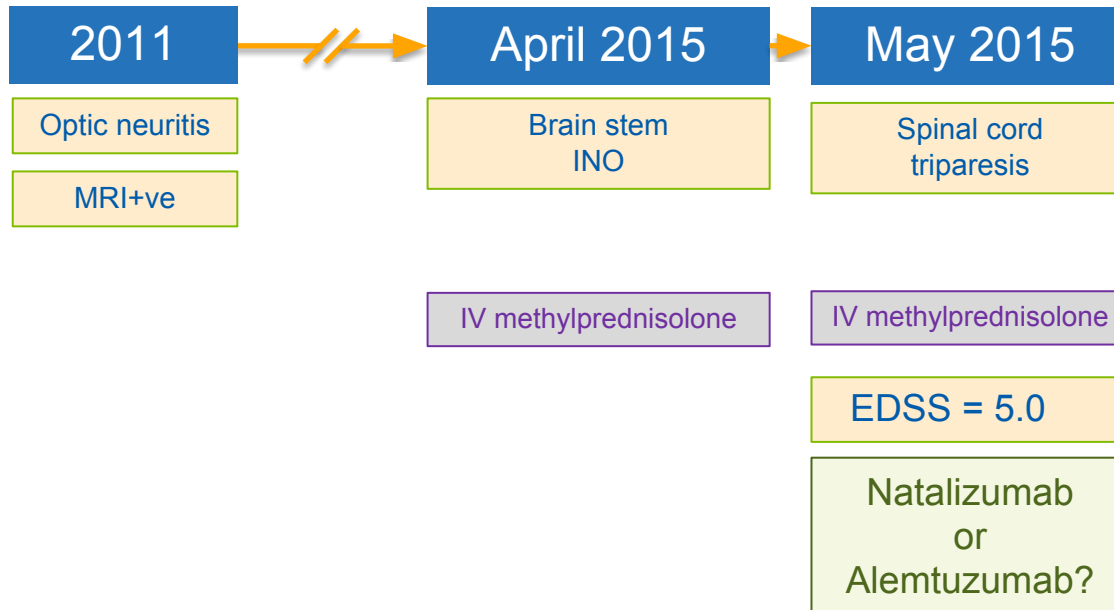 2011
April 2015
May 2015
Optic neuritis
MRI+ve
Brain stem
INO
Spinal cord
triparesis
IV methylprednisolone
IV methylprednisolone
EDSS = 5.0
Natalizumab
or
Alemtuzumab?